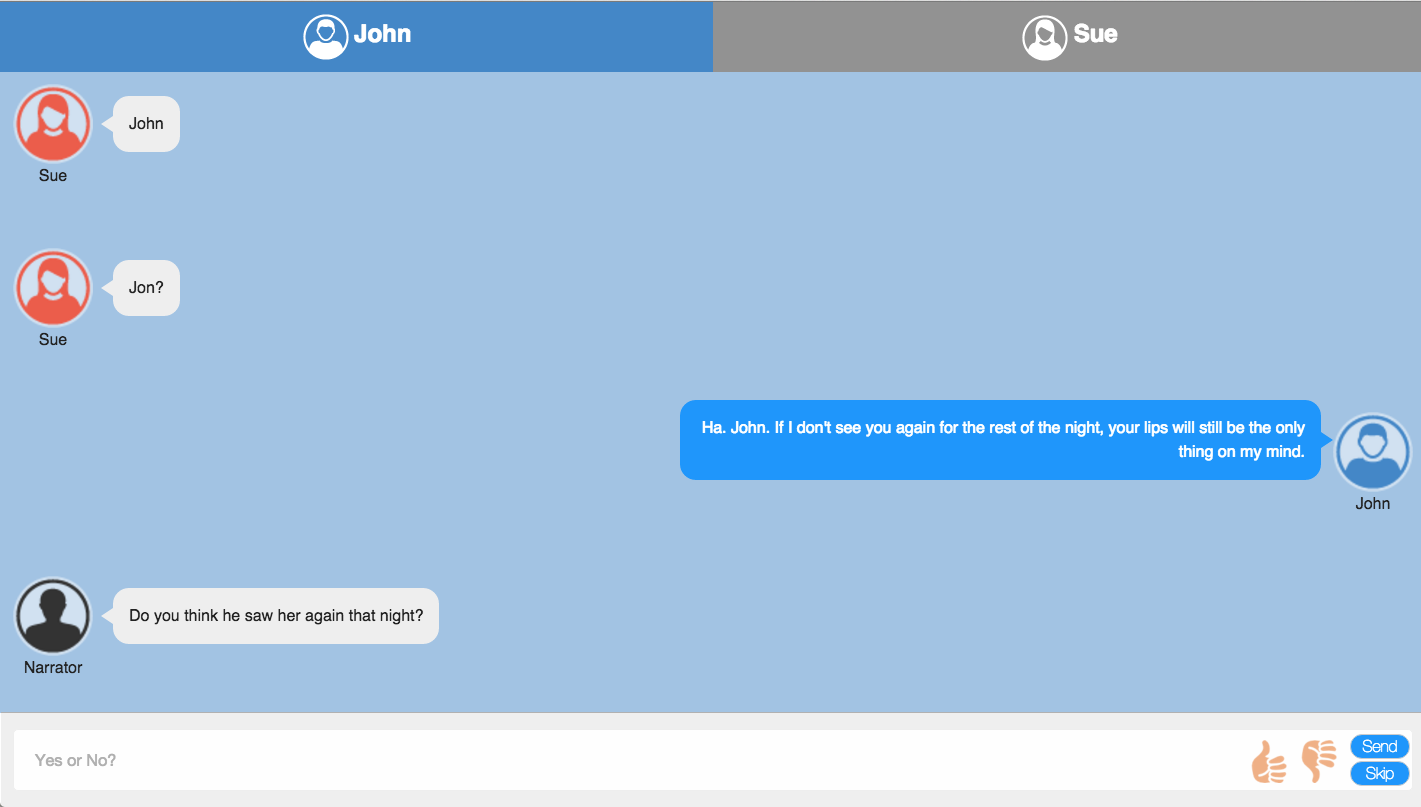 John
Sue
John
Sue
Jon?
Sue
Ha. John. If I don't see you again for the rest of the night, your lips will still be the only
thing on my mind.
John
Do you think he saw her again that night?
Narrator
Yes or No?
Send
Skip